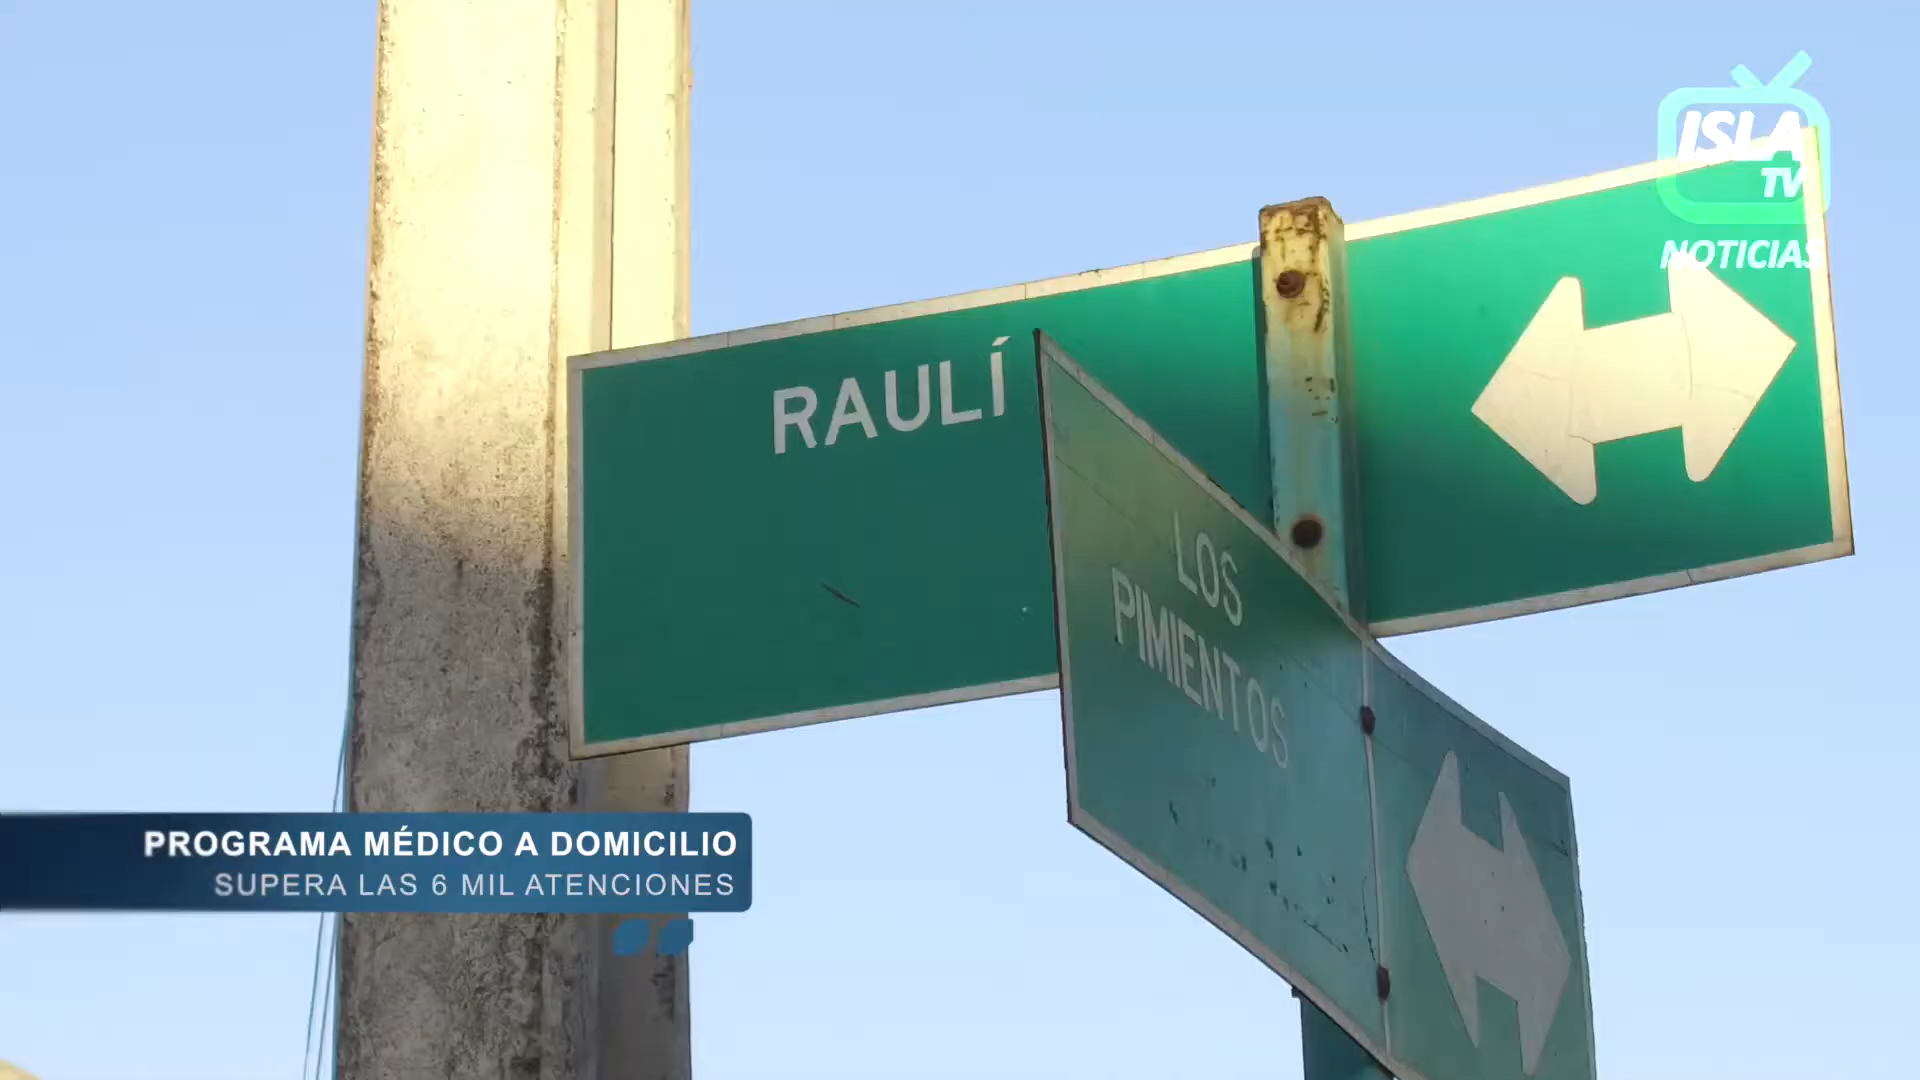 ISLA
TV
NOTICIAS
RAULÍ
LOS
PIMIENTOS
PROGRAMA MÉDICO A DOMICILIO
SUPERA LAS 6 MIL ATENCIONES